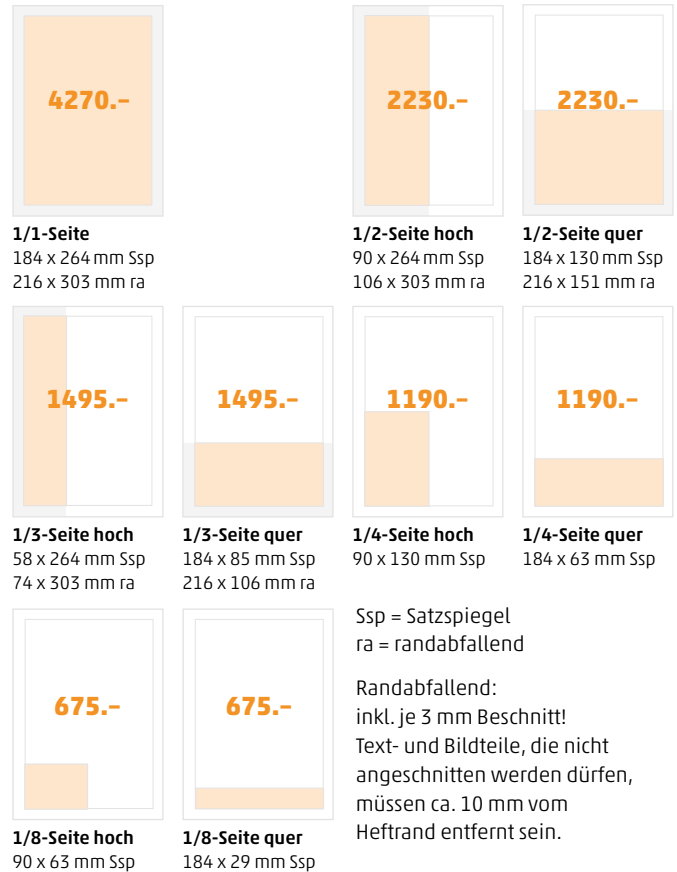 4270.–
1/1-Seite
184 x 264 mm Ssp
216 x 303 mm ra
2230.–
1/2-Seite hoch
90 x 264 mm Ssp
106 x 303 mm ra
2230.–
1/2-Seite quer
184 x 130 mm Ssp
216 x 151 mm ra
1495.–
1/3-Seite hoch
58 x 264 mm Ssp
74 x 303 mm ra
1495.–
1/3-Seite quer
184 x 85 mm Ssp
216 x 106 mm ra
1190.–
1/4-Seite hoch
90 x 130 mm Ssp
1190.–
1/4-Seite quer
184 x 63 mm Ssp
675.–
1/8-Seite hoch
90 x 63 mm Ssp
675.–
1/8-Seite quer
184 x 29 mm Ssp
Ssp = Satzspiegel
ra = randabfallend
Randabfallend:
inkl. je 3 mm Beschnitt!
Text- und Bildteile, die nicht
angeschnitten werden dürfen,
müssen ca. 10 mm vom
Heftrand entfernt sein.